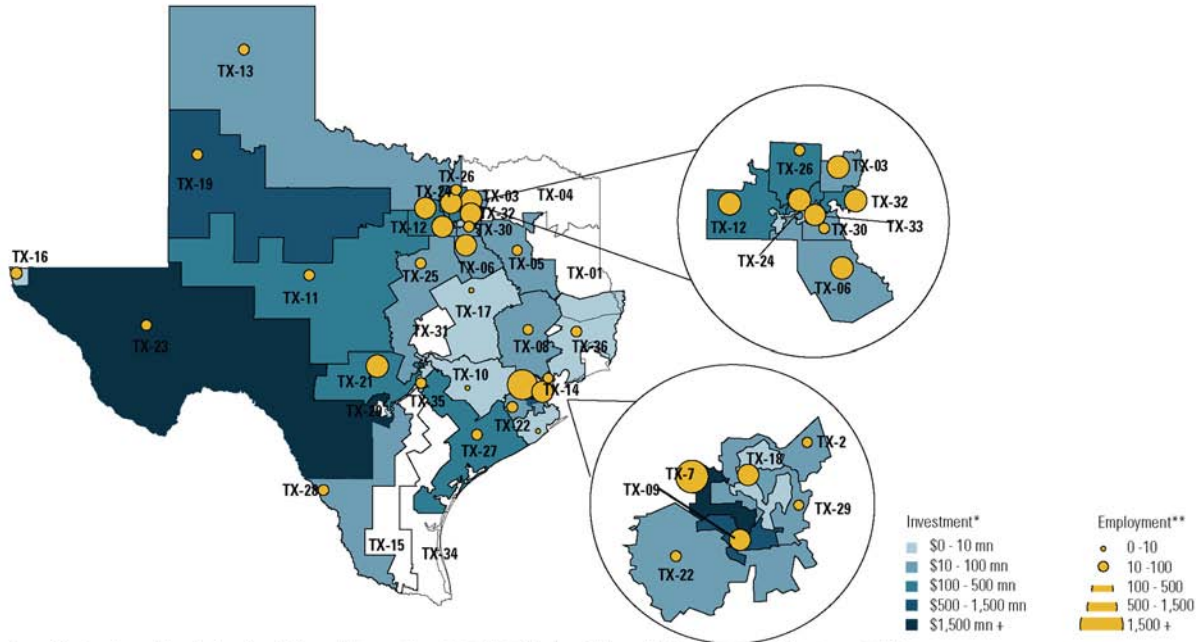 TX-13
TX-19
TX-26
TX-24
TX-03
TX-04
TX-32
TX-12
TX-30
TX-16
TX-25
TX-06
TX-05
TX-01
TX-11
TX-17
TX-23
TX-31
TX-08
TX-36
TX-21
TX-10
TX-14
TX-35
TX-22
TX-27
TX-28
TX-15
TX-34
TX-26
TX-03
TX-12
TX-32
TX-30
TX-33
TX-24
TX-06
TX-2
TX-18
TX-7
TX-09
TX-29
TX-22
Investment*
$0 - 10 mn
$10 - 100 mn
$100 - 500 mn
$500 - 1,500 mn
$1,500 mn +
Employment**
0 -10
10 -100
100 - 500
500 - 1,500
1,500 +